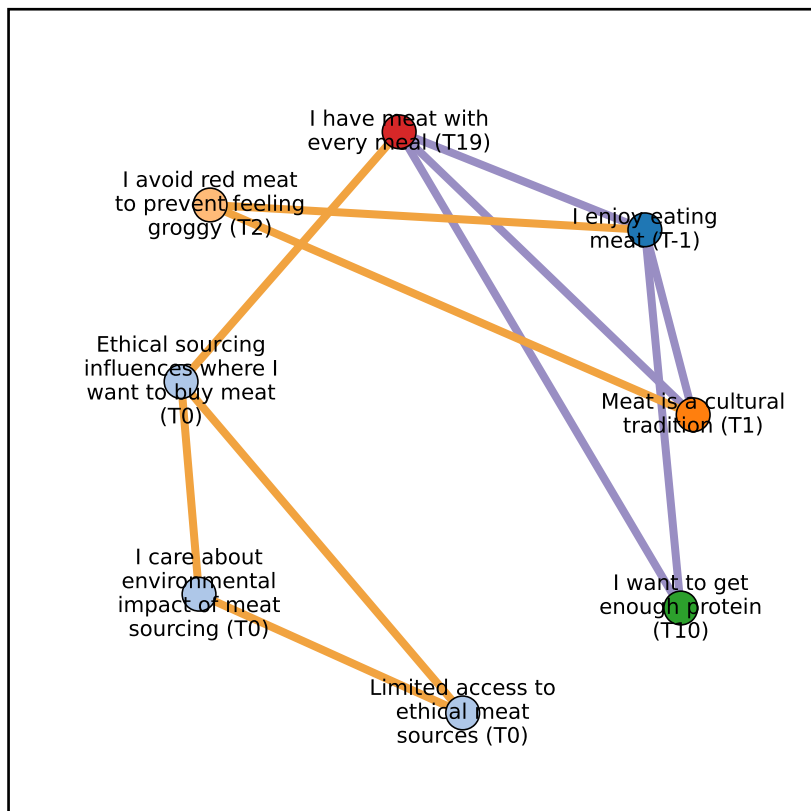 I have meat with
every meal (T19)
I avoid red meat
to prevent feeling
groggy (T2)
I enjoy eating
meat (T-1)
Ethical sourcing
influences where I
want to buy meat
(T0)
Meat is a cultural
tradition (T1)
I care about
environmental
impact of meat
sourcing (T0)
I want to get
enough protein
(T10)
Limited access to
ethical meat
sources (T0)